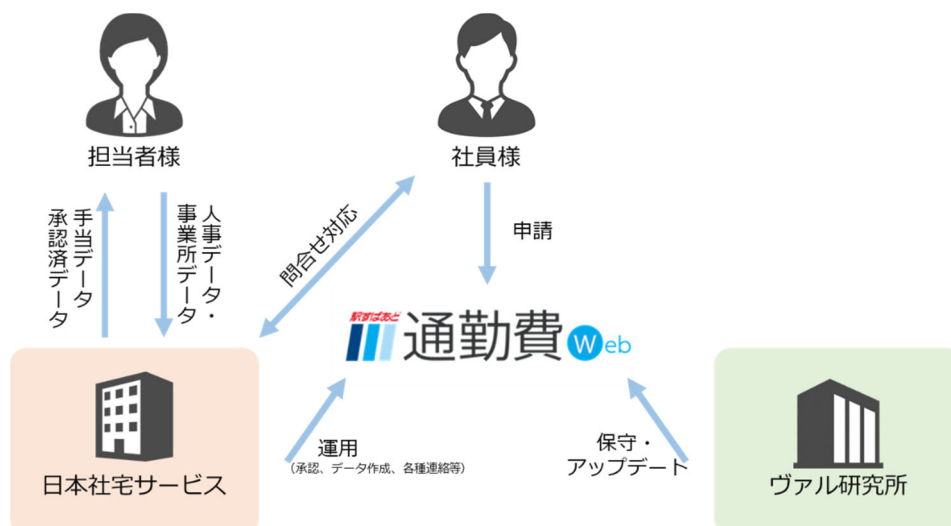 担当者様
社員様
手当データ
承認済データ
人事データ・
事業所データ
問合せ対応
申請
駅すぱあと
通勤費Web
運用
(承認、データ作成、各種連絡等)
保守・
アップデート
日本社宅サービス
ヴァル研究所